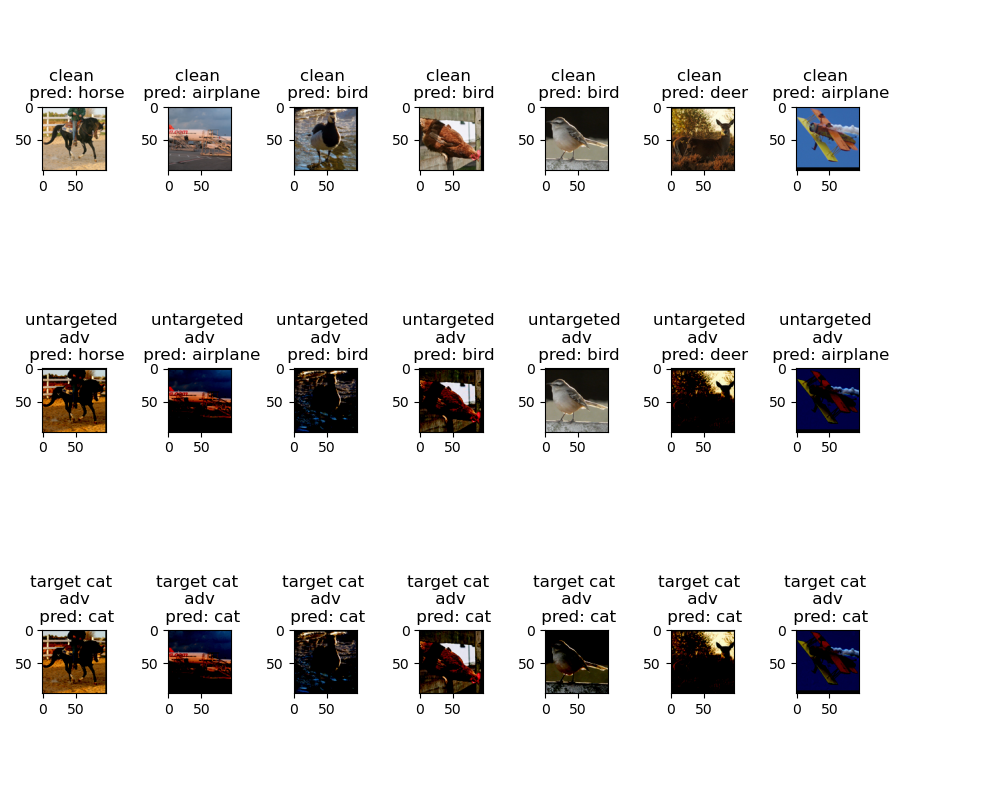 clean clean clean clean clean clean clean
pred: horse pred: airplane pred: bird pred: bird pred: bird pred: deer pred: airplane
0 0 0 0 0 0 0
50 50 50 50 50 50 50
0 50 0 50 0 50 0 50 0 50 0 50 0 50
untargeted untargeted untargeted untargeted untargeted untargeted untargeted
adv adv adv adv adv adv adv
pred: horse pred: airplane pred: bird pred: bird pred: bird pred: deer pred: airplane
0 0 0 0 0 0 0
50 50 50 50 50 50 50
0 50 0 50 0 50 0 50 0 50 0 50 0 50
target cat target cat target cat target cat target cat target cat target cat
adv adv adv adv adv adv adv
pred: cat pred: cat pred: cat pred: cat pred: cat pred: cat pred: cat
0 0 0 0 0 0 0
50 50 50 50 50 50 50
0 50 0 50 0 50 0 50 0 50 0 50 0 50